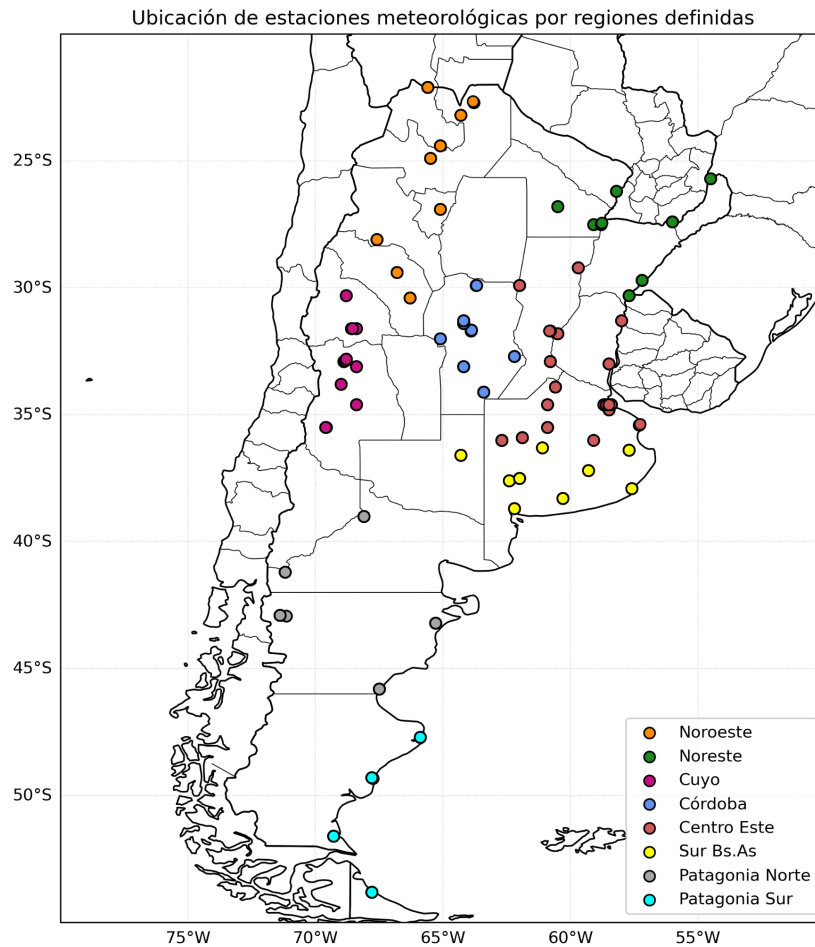 Ubicación de estaciones meteorológicas por regiones definidas
25°S
30°S
35°S
40°S
45°S
50°S
75°W
70°W
65°W
60°W
55°W
Noroeste
Noreste
Cuyo
Córdoba
Centro Este
Sur Bs.As
Patagonia Norte
Patagonia Sur